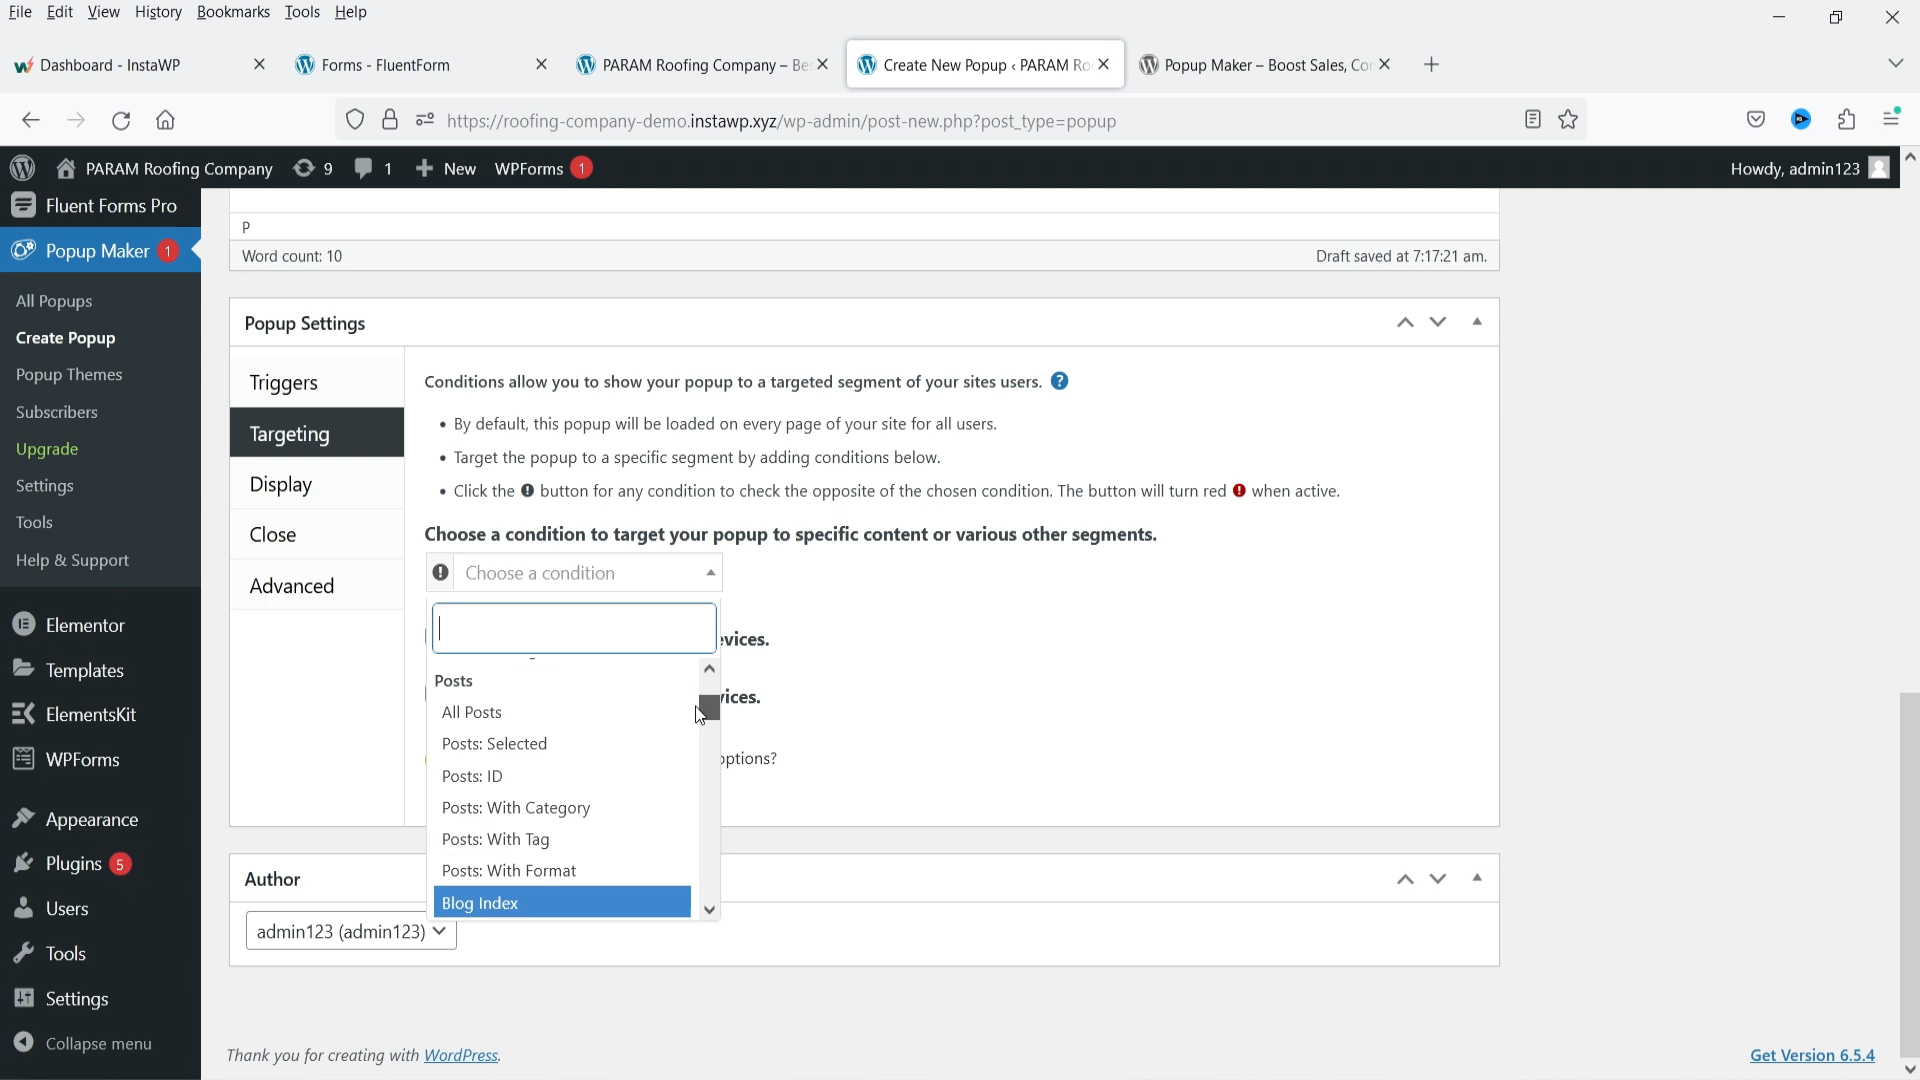 File Edit View History Bookmarks Tools Help
Dashboard - InstaWP
Forms - FluentForm
PARAM Roofing Company – Be
Create New Popup ‹ PARAM Ro
Popup Maker – Boost Sales, Co
https://roofing-company-demo.instawp.xyz/wp-admin/post-new.php?post_type=popup
PARAM Roofing Company 9 1 New WPForms 1
Howdy, admin123
Fluent Forms Pro
Popup Maker 1
All Popups
Create Popup
Popup Themes
Subscribers
Upgrade
Settings
Tools
Help & Support
Elementor
Templates
ElementsKit
WPForms
Appearance
Plugins 5
Users
Tools
Settings
Collapse menu
P
Word count: 10
Draft saved at 7:17:21 am.
Popup Settings
Triggers
Targeting
Display
Close
Advanced
Conditions allow you to show your popup to a targeted segment of your sites users. ?
• By default, this popup will be loaded on every page of your site for all users.
• Target the popup to a specific segment by adding conditions below.
• Click the ! button for any condition to check the opposite of the chosen condition. The button will turn red ! when active.
Choose a condition to target your popup to specific content or various other segments.
! Choose a condition
evices.
vices.
options?
Posts
All Posts
Posts: Selected
Posts: ID
Posts: With Category
Posts: With Tag
Posts: With Format
Blog Index
Author
admin123 (admin123)
Thank you for creating with WordPress.
Get Version 6.5.4